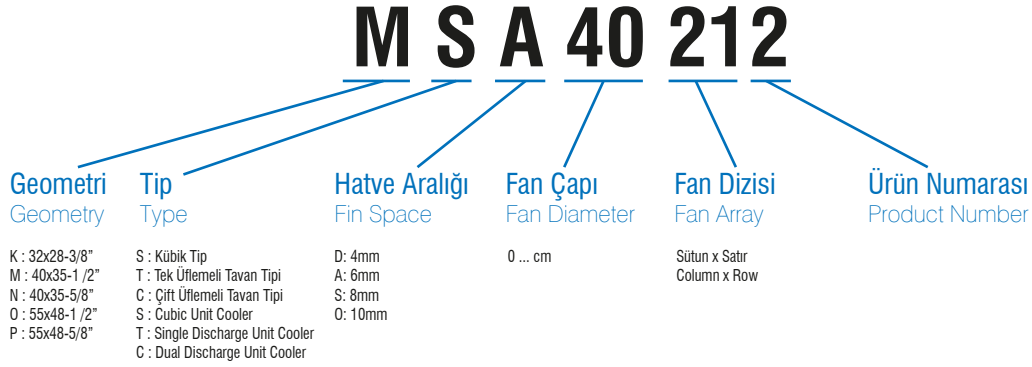 M S A 40 212
Geometri
Geometry
K : 32x28-3/8”
M : 40x35-1 /2”
N : 40x35-5/8”
O : 55x48-1 /2”
P : 55x48-5/8”
Tip
Type
S : Kübik Tip
T : Tek Üflemeli Tavan Tipi
C : Çift Üflemeli Tavan Tipi
S : Cubic Unit Cooler
T : Single Discharge Unit Cooler
C : Dual Discharge Unit Cooler
Hatve Aralığı
Fin Space
D: 4mm
A: 6mm
S: 8mm
O: 10mm
Fan Çapı
Fan Diameter
0 ... cm
Fan Dizisi
Fan Array
Sütun x Satır
Column x Row
Ürün Numarası
Product Number